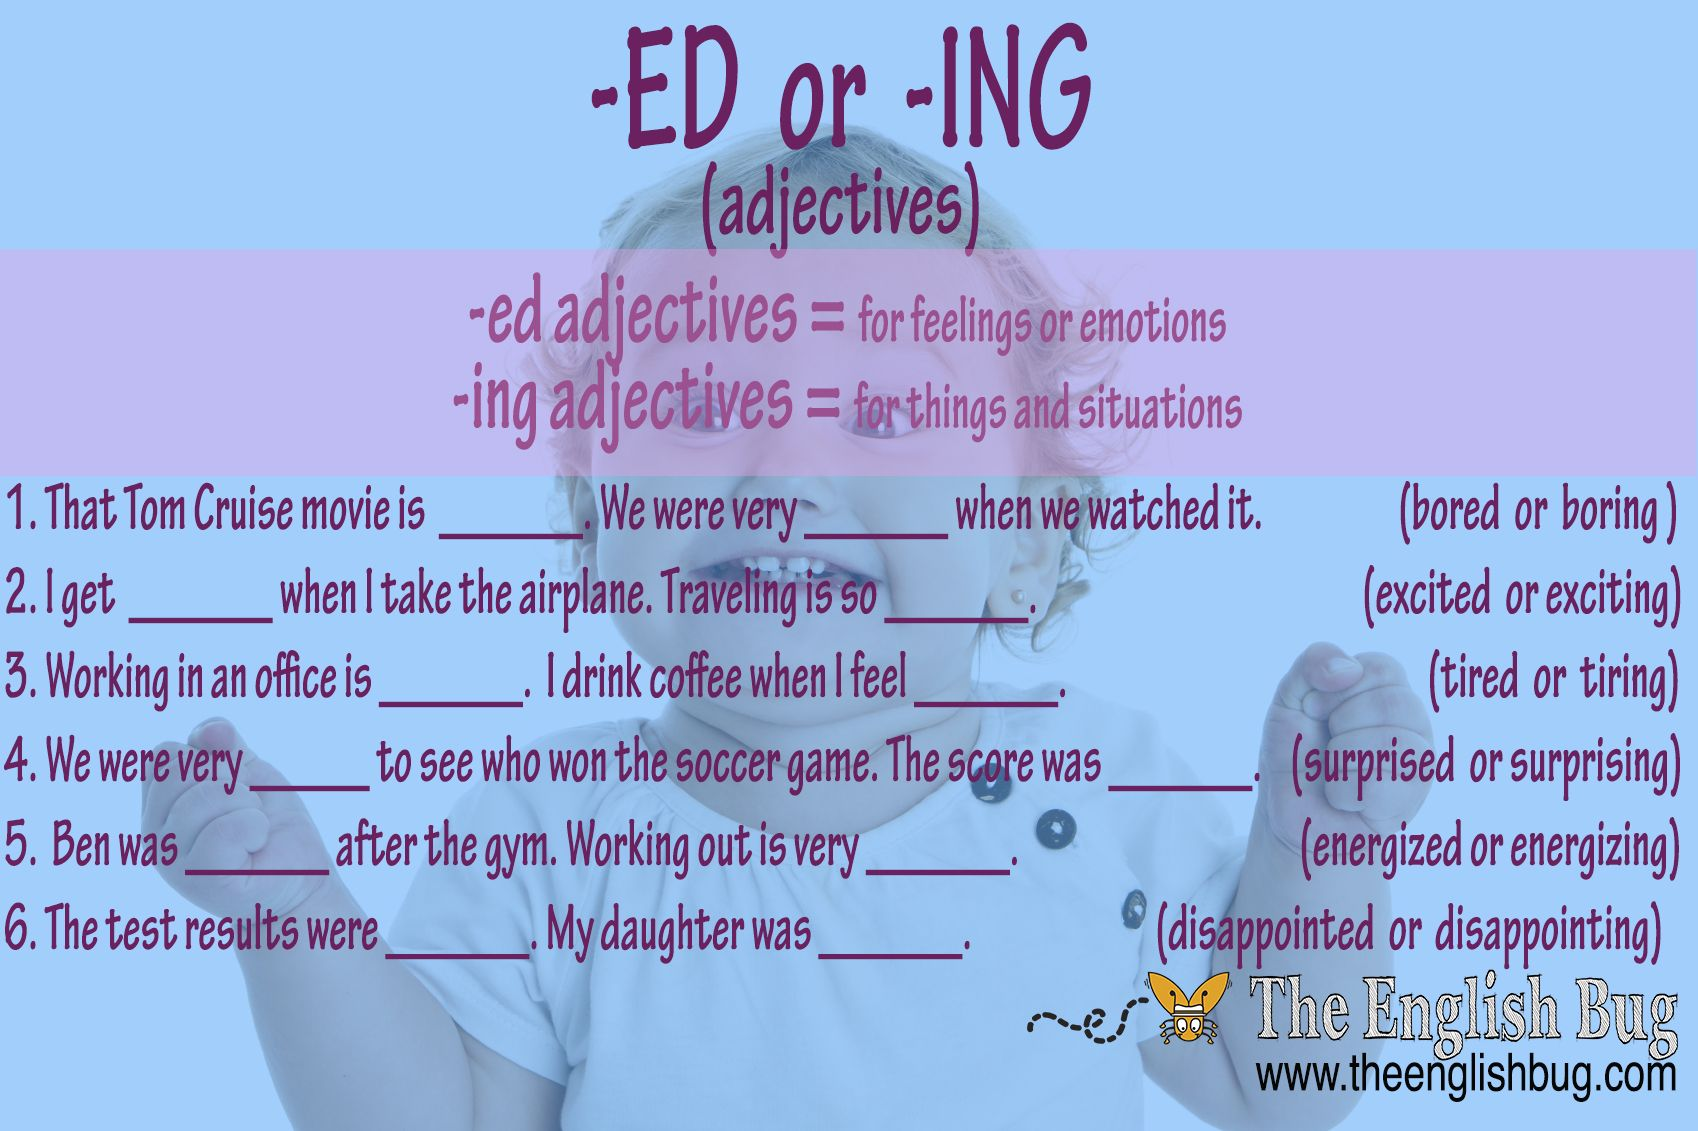 -ED or -ING
(adjectives)
-ed adjectives = for feelings or emotions
-ing adjectives = for things and situations
1. That Tom Cruise movie is ______. We were very ______ when we watched it. (bored or boring )
2. I get ______ when I take the airplane. Traveling is so ______. (excited or exciting)
3. Working in an office is ______. I drink coffee when I feel ______. (tired or tiring)
4. We were very _____ to see who won the soccer game. The score was ______. (surprised or surprising)
5. Ben was ______ after the gym. Working out is very ______. (energized or energizing)
6. The test results were ______. My daughter was ______. (disappointed or disappointing)
The English Bug
www.theenglishbug.com